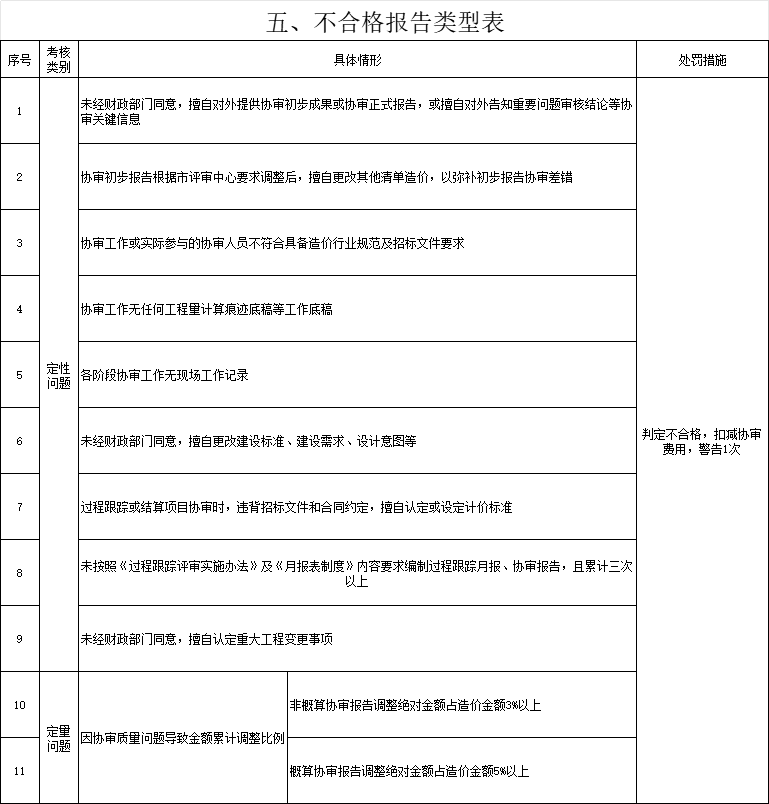 五、不合格报告类型表
序号
考核
类别
具体情形
处罚措施
1
定性
问题
未经财政部门同意，擅自对外提供协审初步成果或协审正式报告，或擅自对外告知重要问题审核结论等协
审关键信息
判定不合格，扣减协审
费用，警告1次
2
协审初步报告根据市评审中心要求调整后，擅自更改其他清单造价，以弥补初步报告协审差错
3
协审工作或实际参与的协审人员不符合具备造价行业规范及招标文件要求
4
协审工作无任何工程量计算痕迹底稿等工作底稿
5
各阶段协审工作无现场工作记录
6
未经财政部门同意，擅自更改建设标准、建设需求、设计意图等
7
过程跟踪或结算项目协审时，违背招标文件和合同约定，擅自认定或设定计价标准
8
未按照《过程跟踪评审实施办法》及《月报表制度》内容要求编制过程跟踪月报、协审报告，且累计三次
以上
9
未经财政部门同意，擅自认定重大工程变更事项
10
定量
问题
因协审质量问题导致金额累计调整比例
非概算协审报告调整绝对金额占造价金额3%以上
11
概算协审报告调整绝对金额占造价金额5%以上